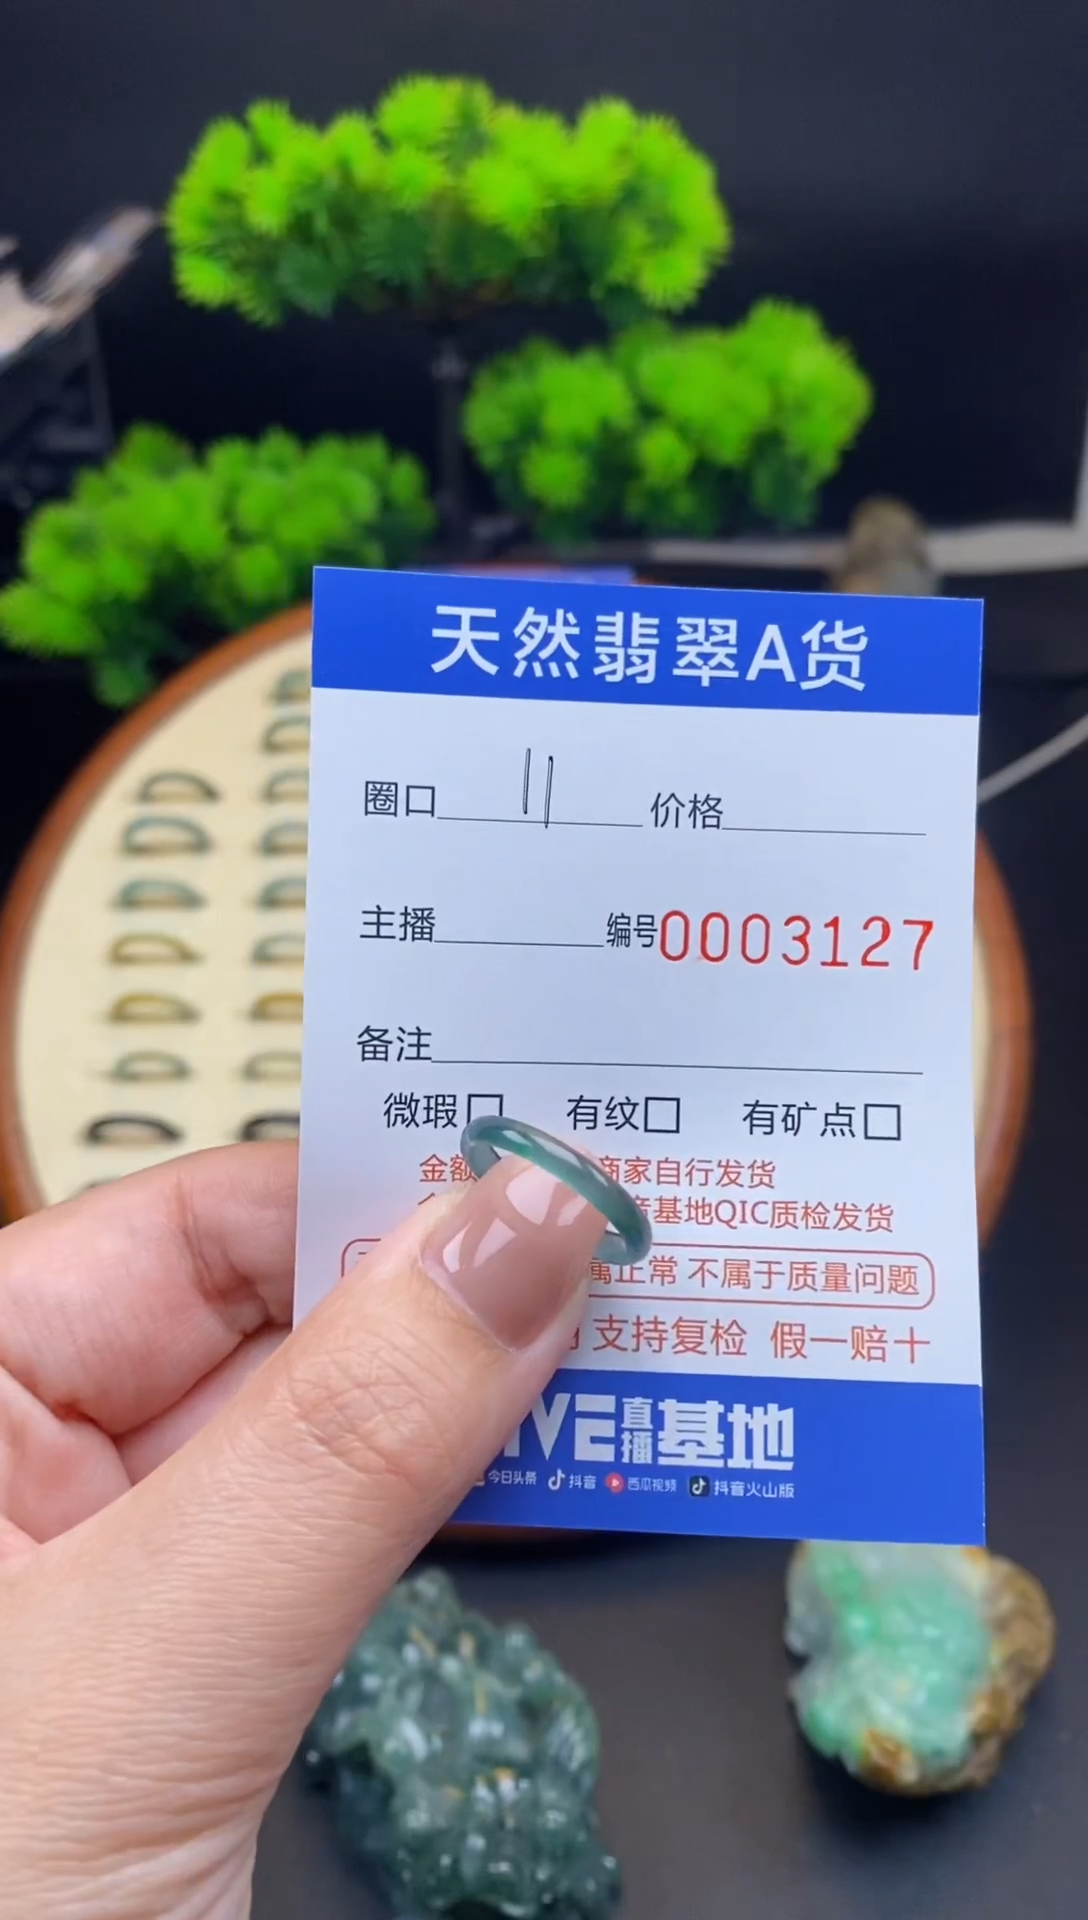 天然翡翠A货
圈口 11 价格
主播 编号0003127
备注
微瑕□ 有纹□ 有矿点□
金额 商家自行发货
基地QIC质检发货
属正常 不属于质量问题
支持复检 假一赔十
直播基地
今日头条 抖音 西瓜视频 抖音火山版